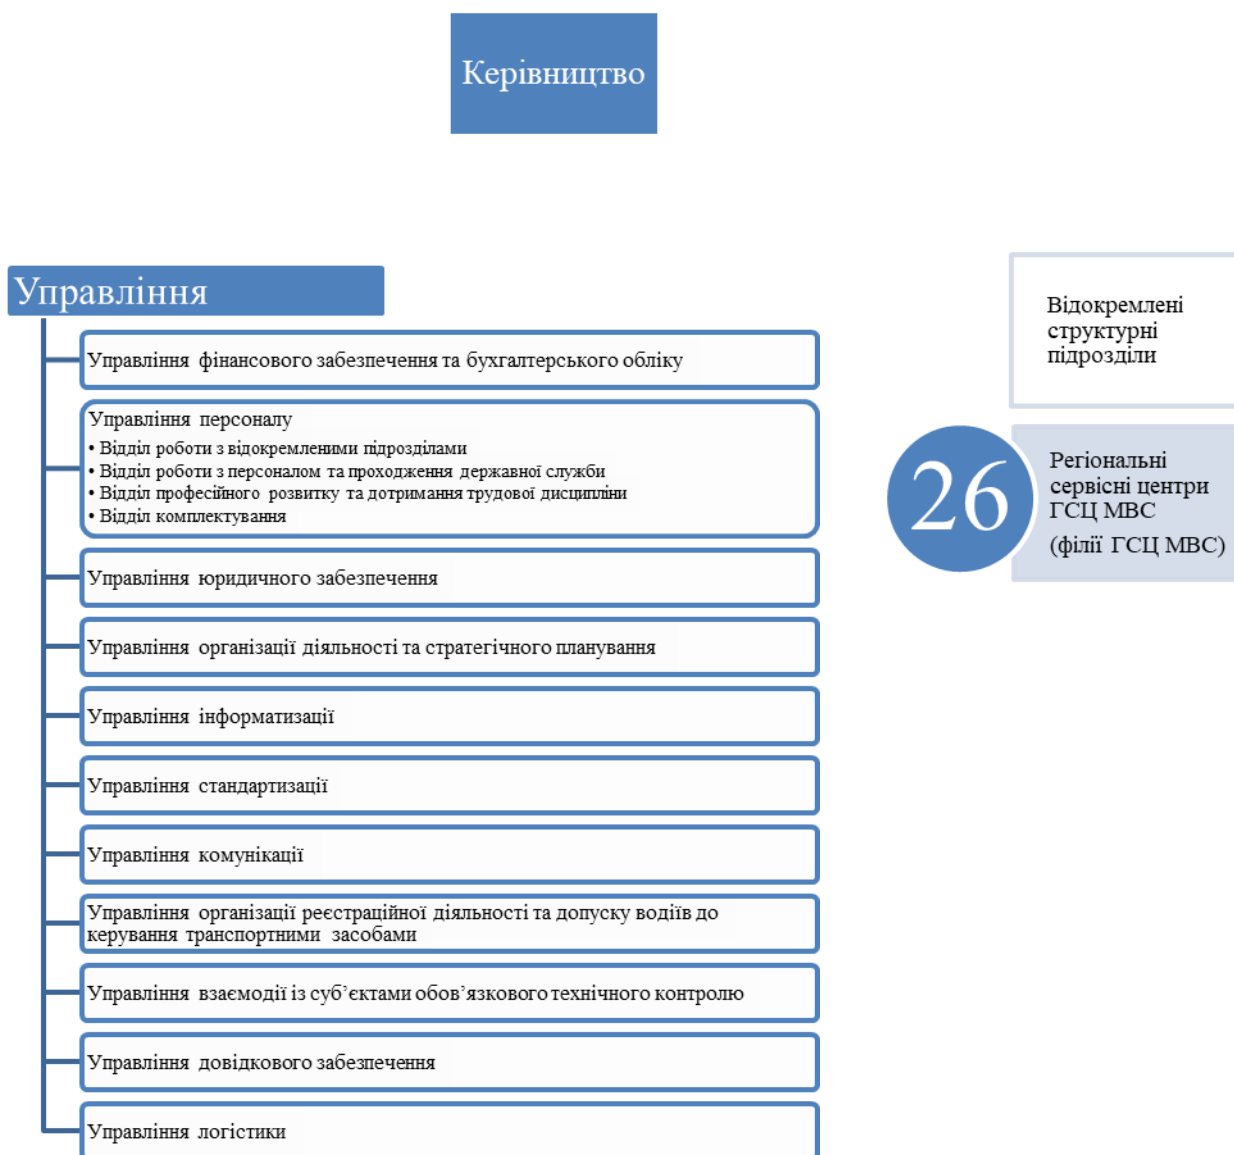 Керівництво
Управління
Управління фінансового забезпечення та бухгалтерського обліку
Управління персоналу
• Відділ роботи з відокремленими підрозділами
• Відділ роботи з персоналом та проходження державної служби
• Відділ професійного розвитку та дотримання трудової дисципліни
• Відділ комплектування
Управління юридичного забезпечення
Управління організації діяльності та стратегічного планування
Управління інформатизації
Управління стандартизації
Управління комунікації
Управління організації реєстраційної діяльності та допуску водіїв до
керування транспортними засобами
Управління взаємодії із суб’єктами обов’язкового технічного контролю
Управління довідкового забезпечення
Управління логістики
Відокремлені
структурні
підрозділи
26
Регіональні
сервісні центри
ГСЦ МВС
(філії ГСЦ МВС)